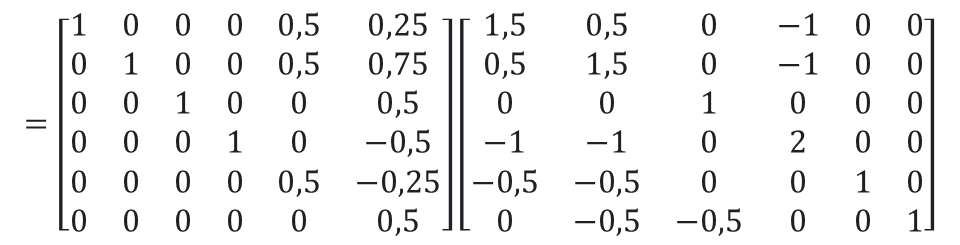 1 0 0 0 0,5 0,25 1,5 0,5 0 −1 0 0
0 1 0 0 0,5 0,75 0,5 1,5 0 −1 0 0
0 0 1 0 0 0,5 0 0 1 0 0 0
= 0 0 0 1 0 −0,5 −1 −1 0 2 0 0
0 0 0 0 0,5 −0,25 −0,5 −0,5 0 0 1 0
0 0 0 0 0 0,5 0 −0,5 −0,5 0 0 1